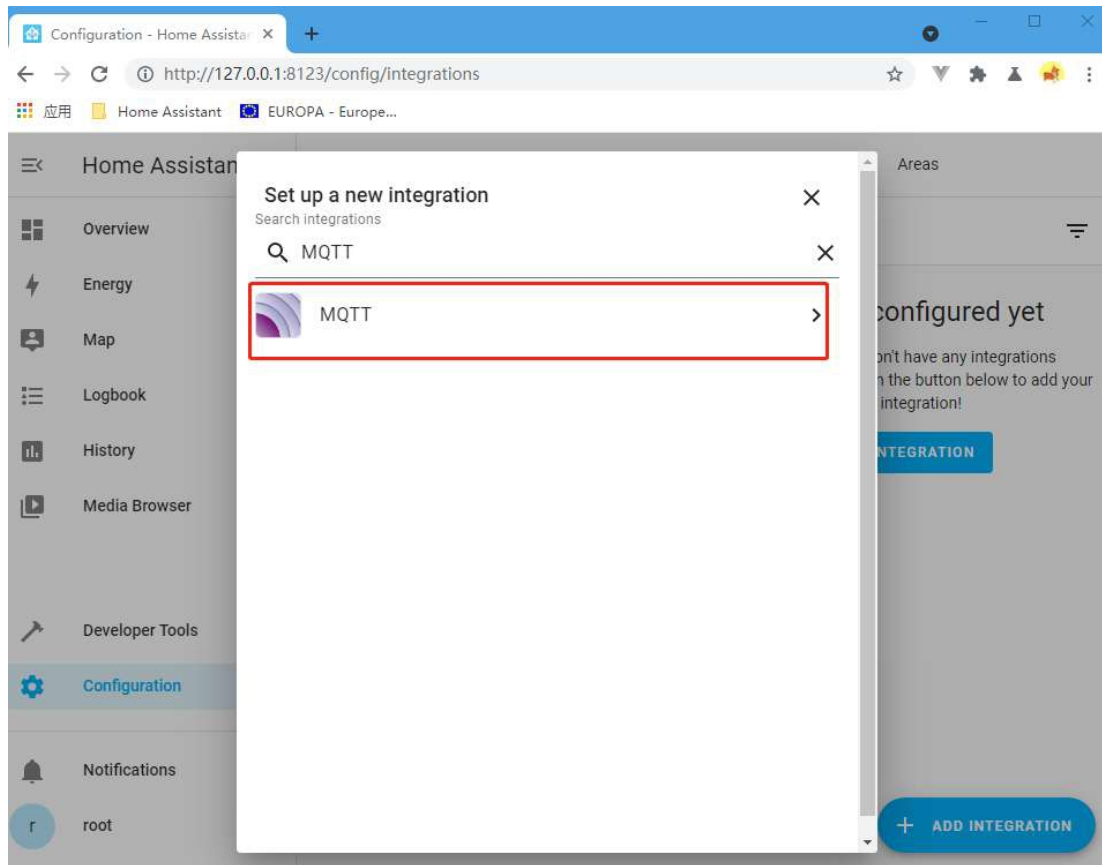 Configuration - Home Assistan
http://127.0.0.1:8123/config/integrations
应用 Home Assistant EUROPA - Europe...
Home Assistan
Areas
Set up a new integration
Search integrations
MQTT
MQTT
Overview
Energy
Map
Logbook
History
Media Browser
Developer Tools
Configuration
Notifications
r root
configured yet
on't have any integrations
n the button below to add your
integration!
NTEGRATION
+ ADD INTEGRATION